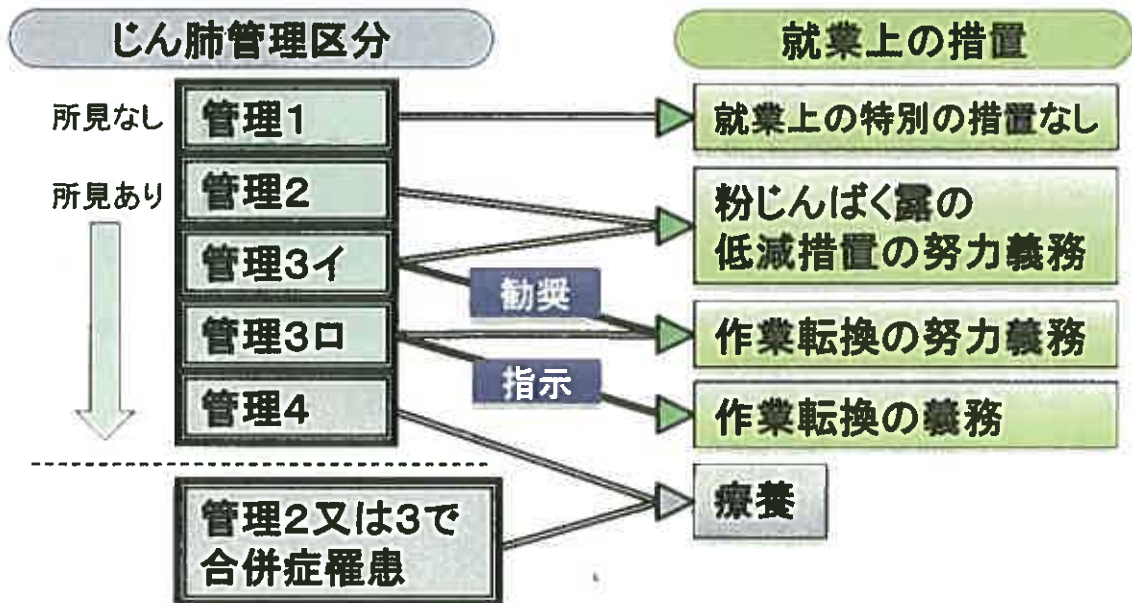 じん肺管理区分
就業上の措置
所見なし
管理1
就業上の特別の措置なし
所見あり
管理2
粉じんばく露の
低減措置の努力義務
管理3イ
勧奨
管理3ロ
作業転換の努力義務
指示
管理4
作業転換の義務
療養
管理2又は3で
合併症罹患